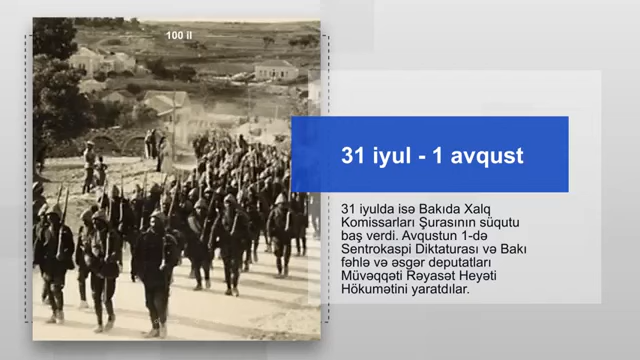 100 il
31 iyul - 1 avqust
31 iyulda isə Bakıda Xalq
Komissarları Şurasının süqutu
baş verdi. Avqustun 1-də
Sentrokaspi Diktaturası və Bakı
fəhlə və əsgər deputatları
Müvəqqəti Rəyasət Heyəti
Hökumətini yaratdılar.